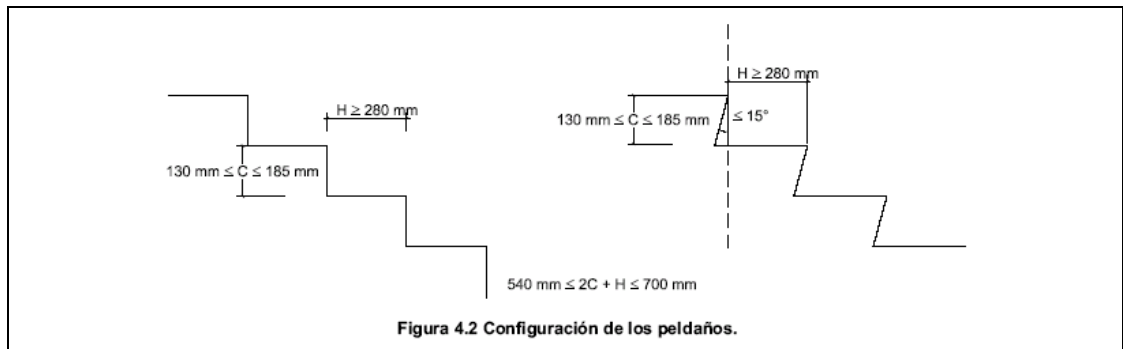 H ≥ 280 mm
130 mm ≤ C ≤ 185 mm
H ≥ 280 mm
130 mm ≤ C ≤ 185 mm
≤ 15°
540 mm ≤ 2C + H ≤ 700 mm
Figura 4.2 Configuración de los peldaños.